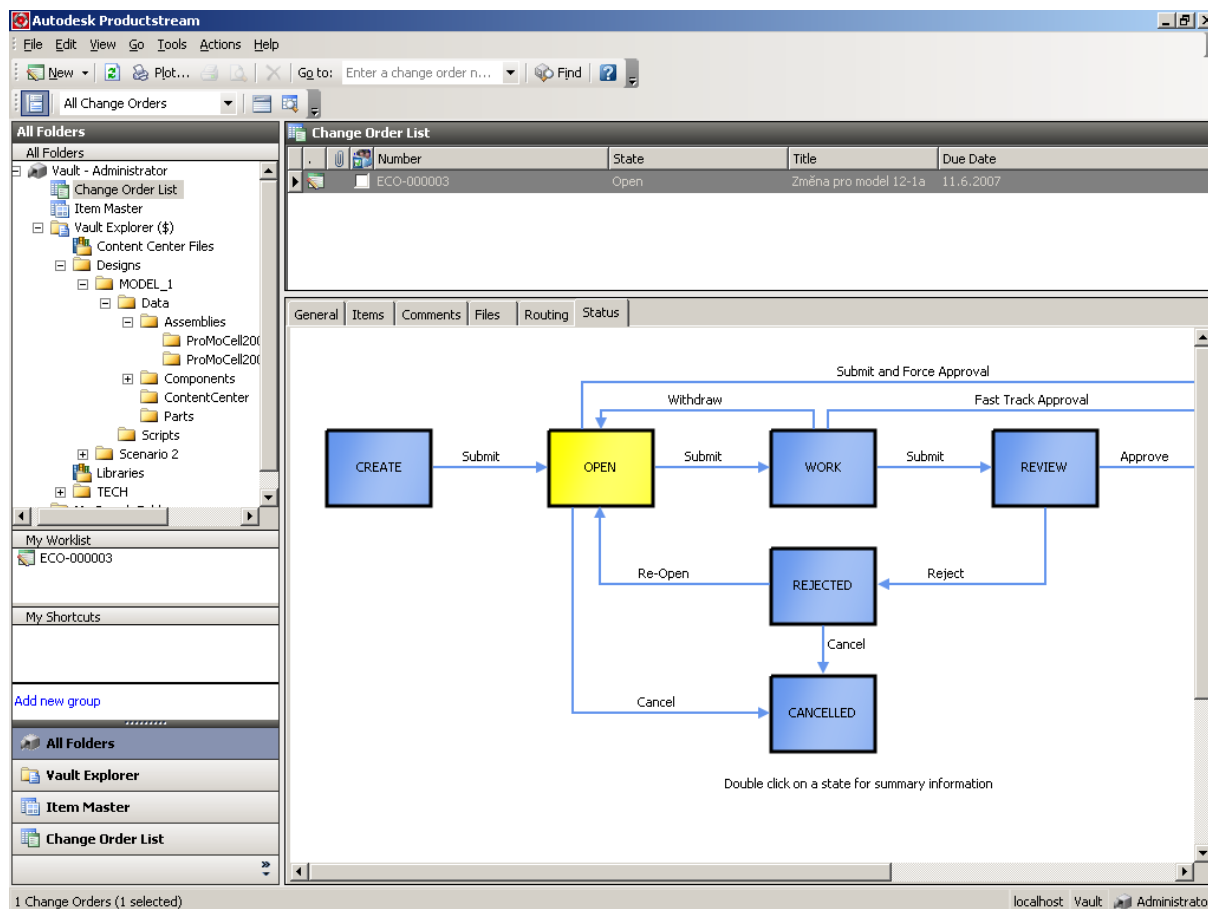 Autodesk Productstream
File Edit View Go Tools Actions Help
New Plot... Go to: Enter a change order n... Find
All Change Orders
All Folders
All Folders
Vault - Administrator
Change Order List
Item Master
Vault Explorer ($)
Content Center Files
Designs
MODEL_1
Data
Assemblies
ProMoCell20
ProMoCell20
Components
ContentCenter
Parts
Scripts
Scenario 2
Libraries
TECH
My Worklist
ECO-000003
My Shortcuts
Add new group
All Folders
Vault Explorer
Item Master
Change Order List
Change Order List
. Number State Title Due Date
ECO-000003 Open Změna pro model 12-1a 11.6.2007
General Items Comments Files Routing Status
Submit and Force Approval
Withdraw Fast Track Approval
CREATE Submit OPEN Submit WORK Submit REVIEW Approve
Re-Open REJECTED Reject
Cancel
Cancel CANCELLED
Double click on a state for summary information
1 Change Orders (1 selected) localhost Vault Administrato